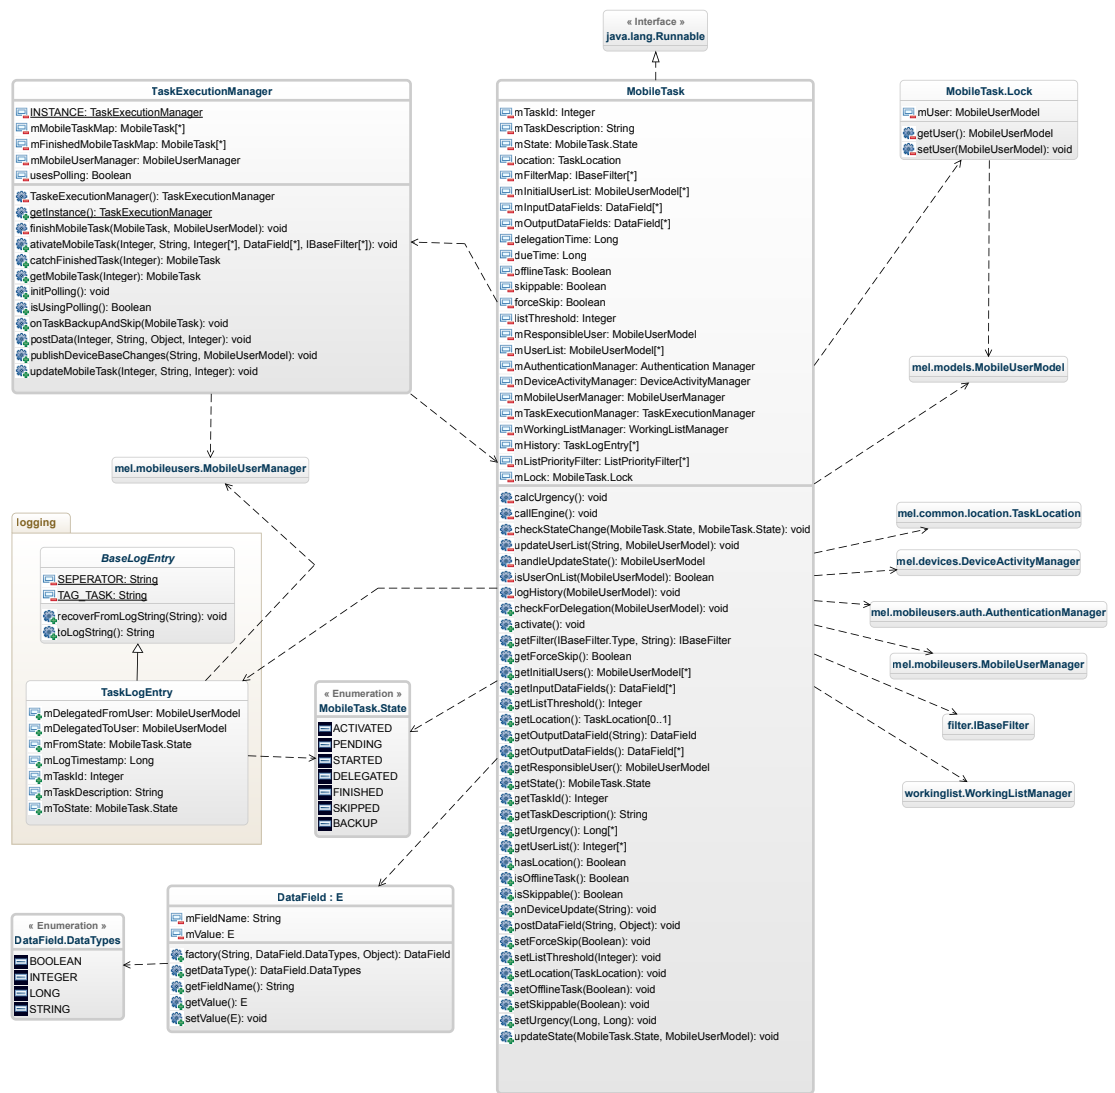 « Interface »
java.lang.Runnable
TaskExecutionManager
INSTANCE: TaskExecutionManager
mMobileTaskMap: MobileTask[*]
mFinishedMobileTaskMap: MobileTask[*]
mMobileUserManager: MobileUserManager
usesPolling: Boolean
TaskeExecutionManager(): TaskExecutionManager
getInstance(): TaskExecutionManager
finishMobileTask(MobileTask, MobileUserModel): void
ativateMobileTask(Integer, String, Integer[*], DataField[*], IBaseFilter[*]): void
catchFinishedTask(Integer): MobileTask
getMobileTask(Integer): MobileTask
initPolling(): void
isUsingPolling(): Boolean
onTaskBackupAndSkip(MobileTask): void
postData(Integer, String, Object, Integer): void
publishDeviceBaseChanges(String, MobileUserModel): void
updateMobileTask(Integer, String, Integer): void
MobileTask
mTaskId: Integer
mTaskDescription: String
mState: MobileTask.State
location: TaskLocation
mFilterMap: IBaseFilter[*]
mInitialUserList: MobileUserModel[*]
mInputDataFields: DataField[*]
mOutputDataFields: DataField[*]
delegationTime: Long
dueTime: Long
offlineTask: Boolean
skippable: Boolean
forceSkip: Boolean
listThreshold: Integer
mResponsibleUser: MobileUserModel
mUserList: MobileUserModel[*]
mAuthenticationManager: Authentication Manager
mDeviceActivityManager: DeviceActivityManager
mMobileUserManager: MobileUserManager
mTaskExecutionManager: TaskExecutionManager
mWorkingListManager: WorkingListManager
mHistory: TaskLogEntry[*]
mListPriorityFilter: ListPriorityFilter[*]
mLock: MobileTask.Lock
calcUrgency(): void
callEngine(): void
checkStateChange(MobileTask.State, MobileTask.State): void
updateUserList(String, MobileUserModel): void
handleUpdateState(): MobileUserModel
isUserOnList(MobileUserModel): Boolean
logHistory(MobileUserModel): void
checkForDelegation(MobileUserModel): void
activate(): void
getFilter(IBaseFilter.Type, String): IBaseFilter
getForceSkip(): Boolean
getInitialUsers(): MobileUserModel[*]
getInputDataFields(): DataField[*]
getListThreshold(): Integer
getLocation(): TaskLocation[0..1]
getOutputDataField(String): DataField
getOutputDataFields(): DataField[*]
getResponsibleUser(): MobileUserModel
getState(): MobileTask.State
getTaskId(): Integer
getTaskDescription(): String
getUrgency(): Long[*]
getUserList(): Integer[*]
hasLocation(): Boolean
isOfflineTask(): Boolean
isSkippable(): Boolean
onDeviceUpdate(String): void
postDataField(String, Object): void
setForceSkip(Boolean): void
setListThreshold(Integer): void
setLocation(TaskLocation): void
setOfflineTask(Boolean): void
setSkippable(Boolean): void
setUrgency(Long, Long): void
updateState(MobileTask.State, MobileUserModel): void
MobileTask.Lock
mUser: MobileUserModel
getUser(): MobileUserModel
setUser(MobileUserModel): void
mel.models.MobileUserModel
mel.mobileusers.MobileUserManager
logging
BaseLogEntry
SEPERATOR: String
TAG_TASK: String
recoverFromLogString(String): void
toLogString(): String
TaskLogEntry
mDelegatedFromUser: MobileUserModel
mDelegatedToUser: MobileUserModel
mFromState: MobileTask.State
mLogTimestamp: Long
mTaskId: Integer
mTaskDescription: String
mToState: MobileTask.State
« Enumeration »
MobileTask.State
ACTIVATED
PENDING
STARTED
DELEGATED
FINISHED
SKIPPED
BACKUP
mel.common.location.TaskLocation
mel.devices.DeviceActivityManager
mel.mobileusers.auth.AuthenticationManager
mel.mobileusers.MobileUserManager
filter.IBaseFilter
workinglist.WorkingListManager
DataField : E
mFieldName: String
mValue: E
factory(String, DataField.DataTypes, Object): DataField
getDataType(): DataField.DataTypes
getFieldName(): String
getValue(): E
setValue(E): void
« Enumeration »
DataField.DataTypes
BOOLEAN
INTEGER
LONG
STRING